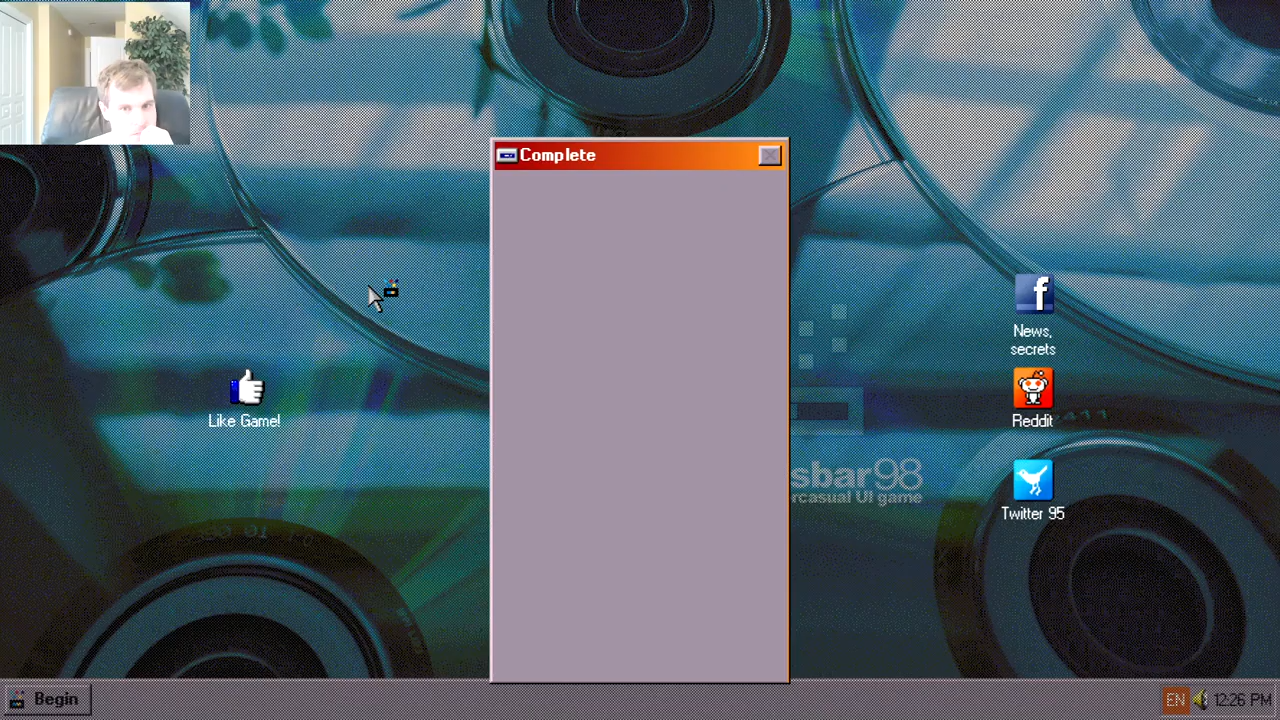 Complete
News,
secrets
Like Game!
Reddit
sbar98
rcasual UI game
Twitter 95
Begin
EN
12:26 PM